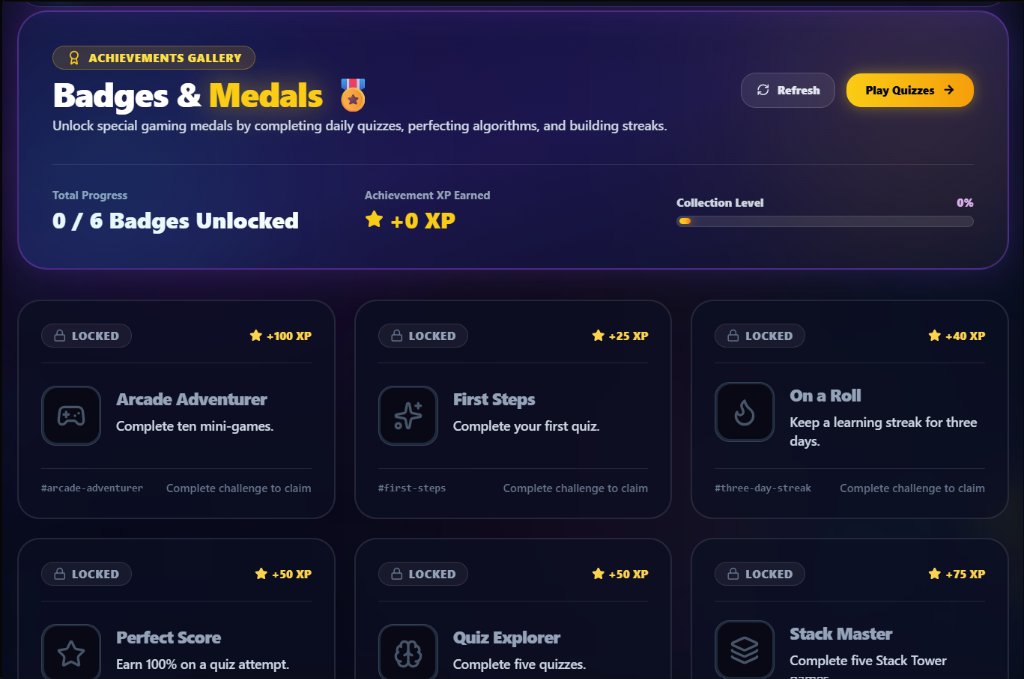 ACHIEVEMENTS GALLERY
Badges & Medals
Refresh
Play Quizzes
Unlock special gaming medals by completing daily quizzes, perfecting algorithms, and building streaks.
Total Progress
0 / 6 Badges Unlocked
Achievement XP Earned
+0 XP
Collection Level
0%
LOCKED
+100 XP
Arcade Adventurer
Complete ten mini-games.
#arcade-adventurer
Complete challenge to claim
LOCKED
+25 XP
First Steps
Complete your first quiz.
#first-steps
Complete challenge to claim
LOCKED
+40 XP
On a Roll
Keep a learning streak for three
days.
#three-day-streak
Complete challenge to claim
LOCKED
+50 XP
Perfect Score
Earn 100% on a quiz attempt.
LOCKED
+50 XP
Quiz Explorer
Complete five quizzes.
LOCKED
+75 XP
Stack Master
Complete five Stack Tower